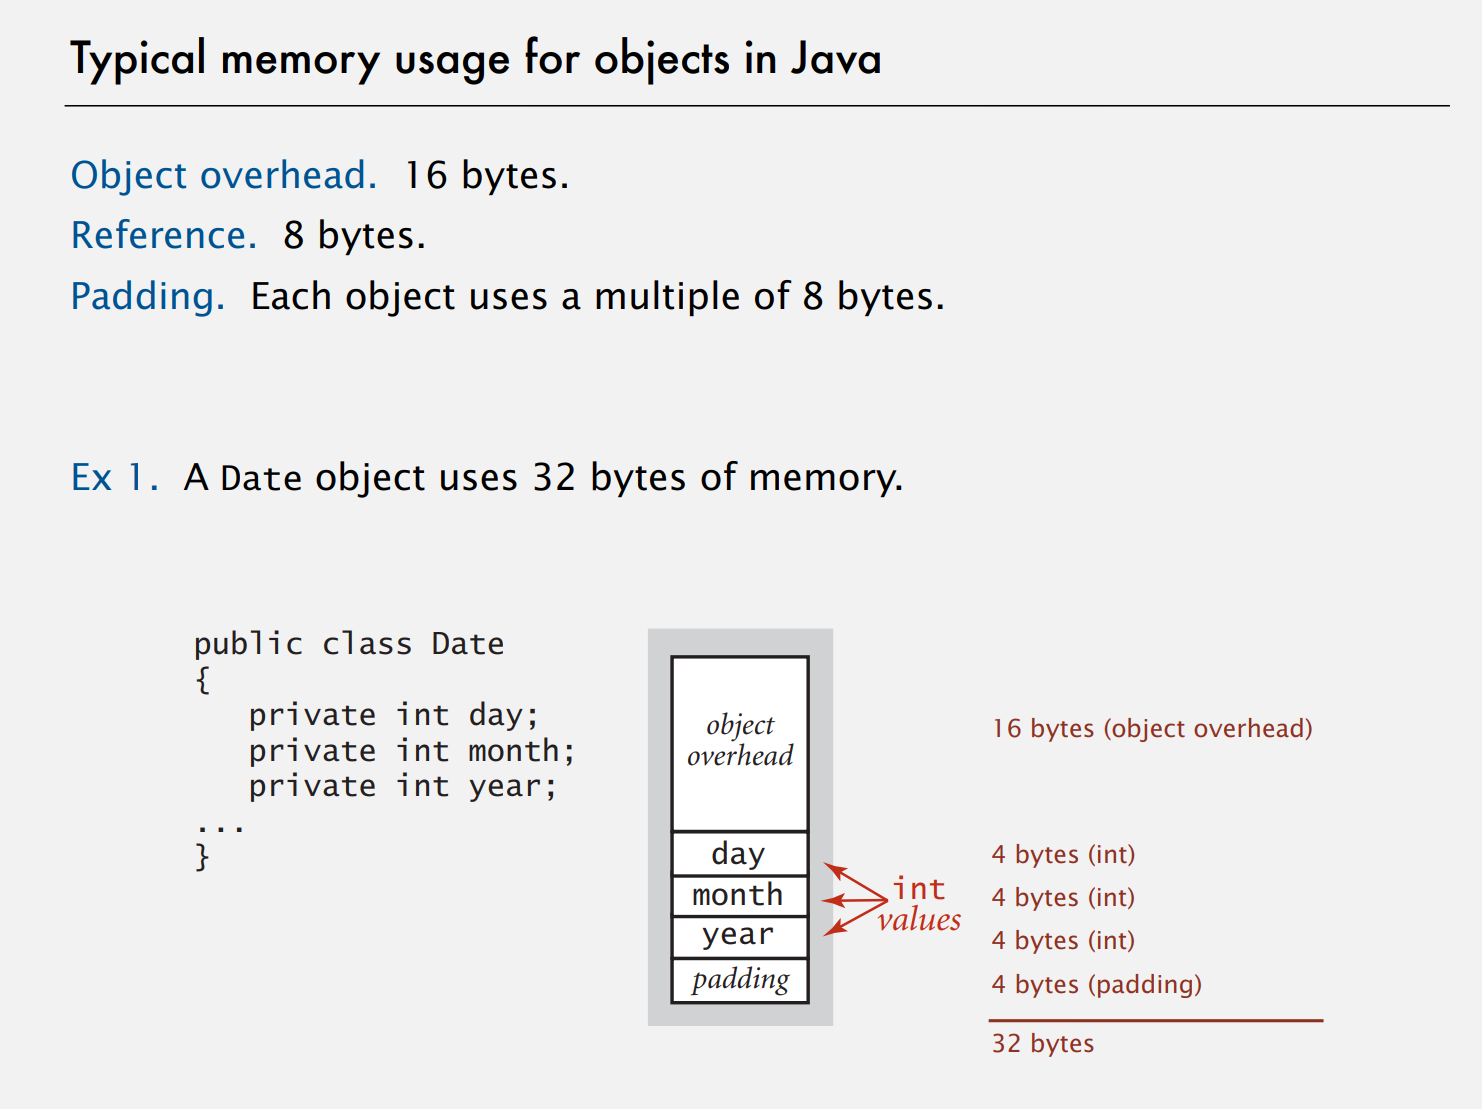 Typical memory usage for objects in Java
Object overhead. 16 bytes.
Reference. 8 bytes.
Padding. Each object uses a multiple of 8 bytes.
Ex 1. A Date object uses 32 bytes of memory.
public class Date
{
   private int day;
   private int month;
   private int year;
...
}
object
overhead
day
month
year
padding
int
values
16 bytes (object overhead)
4 bytes (int)
4 bytes (int)
4 bytes (int)
4 bytes (padding)
32 bytes